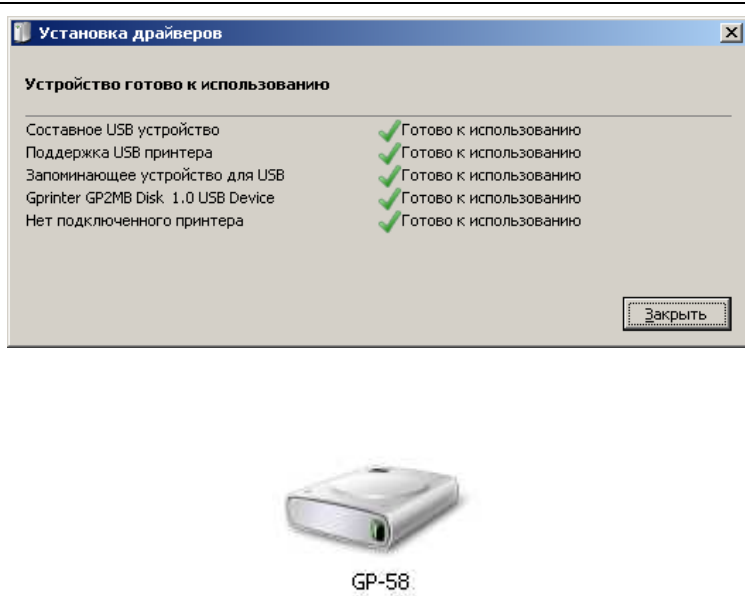 Установка драйверов
Устройство готово к использованию
Составное USB устройство Готово к использованию
Поддержка USB принтера Готово к использованию
Запоминающее устройство для USB Готово к использованию
Gprinter GP2MB Disk 1.0 USB Device Готово к использованию
Нет подключенного принтера Готово к использованию
Закрыть
GP-58